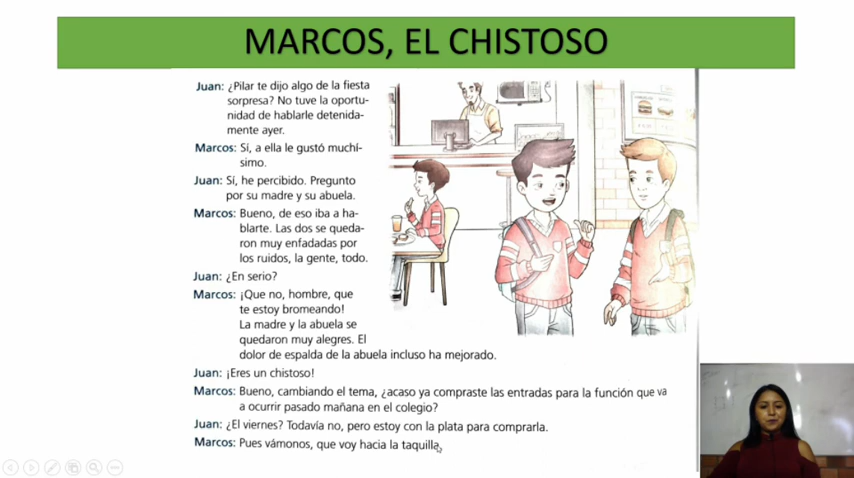 MARCOS, EL CHISTOSO
Juan: ¿Pilar te dijo algo de la fiesta
sorpresa? No tuve la oportu-
nidad de hablarle detenida-
mente ayer.
Marcos: Sí, a ella le gustó muchí-
simo.
Juan: Sí, he percibido. Pregunto
por su madre y su abuela.
Marcos: Bueno, de eso iba a ha-
blarte. Las dos se queda-
ron muy enfadadas por
los ruidos, la gente, todo.
Juan: ¿En serio?
Marcos: ¡Que no, hombre, que
te estoy bromeando!
La madre y la abuela se
quedaron muy alegres. El
dolor de espalda de la abuela incluso ha mejorado.
Juan: ¡Eres un chistoso!
Marcos: Bueno, cambiando el tema, ¿acaso ya compraste las entradas para la función que va
a ocurrir pasado mañana en el colegio?
Juan: ¿El viernes? Todavía no, pero estoy con la plata para comprarla.
Marcos: Pues vámonos, que voy hacia la taquilla.